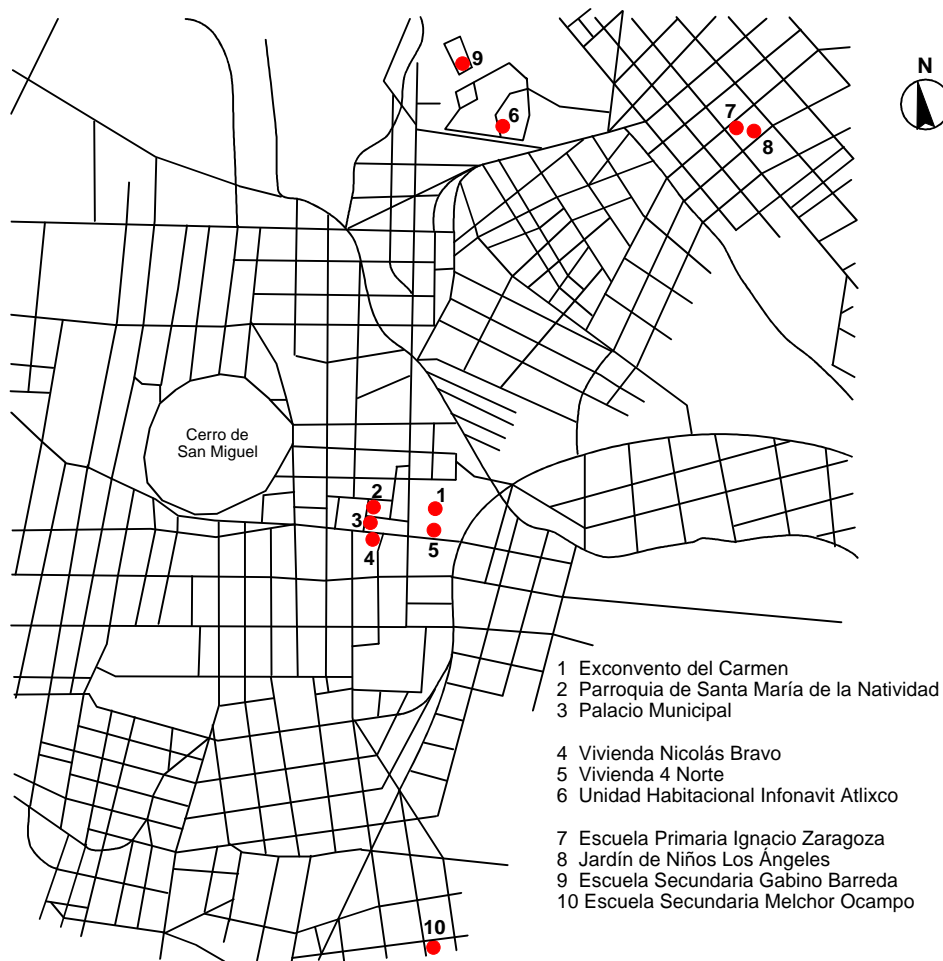 9
N
6
7
8
Cerro de
San Miguel
2
1
3
4
5
1 Exconvento del Carmen
2 Parroquia de Santa María de la Natividad
3 Palacio Municipal
4 Vivienda Nicolás Bravo
5 Vivienda 4 Norte
6 Unidad Habitacional Infonavit Atlixco
7 Escuela Primaria Ignacio Zaragoza
8 Jardín de Niños Los Ángeles
9 Escuela Secundaria Gabino Barreda
10 Escuela Secundaria Melchor Ocampo
10